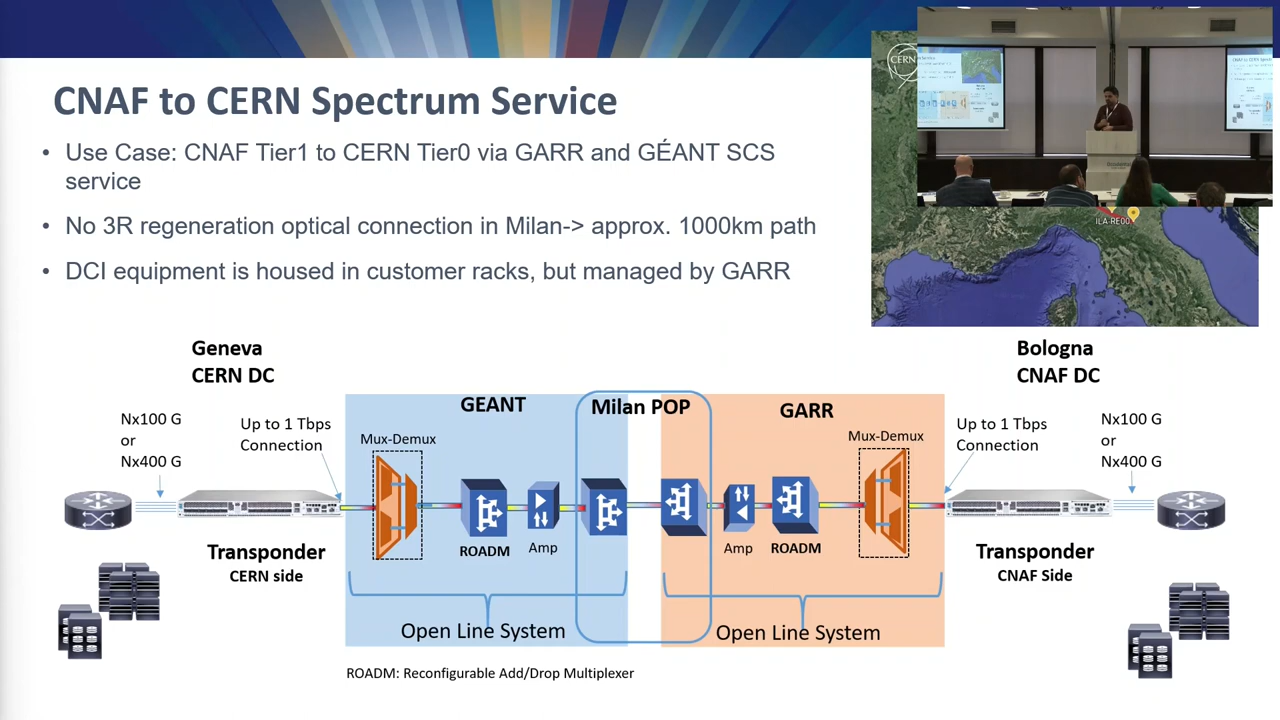 CNAF to CERN Spectrum Service
• Use Case: CNAF Tier1 to CERN Tier0 via GARR and GÉANT SCS
service
• No 3R regeneration optical connection in Milan-> approx. 1000km path
• DCI equipment is housed in customer racks, but managed by GARR
CERN
ILA-RE00
Geneva
CERN DC
Bologna
CNAF DC
Nx100 G
or
Nx400 G
Up to 1 Tbps
Connection
GEANT
Milan POP
GARR
Mux-Demux
Mux-Demux
Up to 1 Tbps
Connection
Nx100 G
or
Nx400 G
ROADM
Amp
Amp
ROADM
Transponder
CERN side
Transponder
CNAF Side
Open Line System
Open Line System
ROADM: Reconfigurable Add/Drop Multiplexer